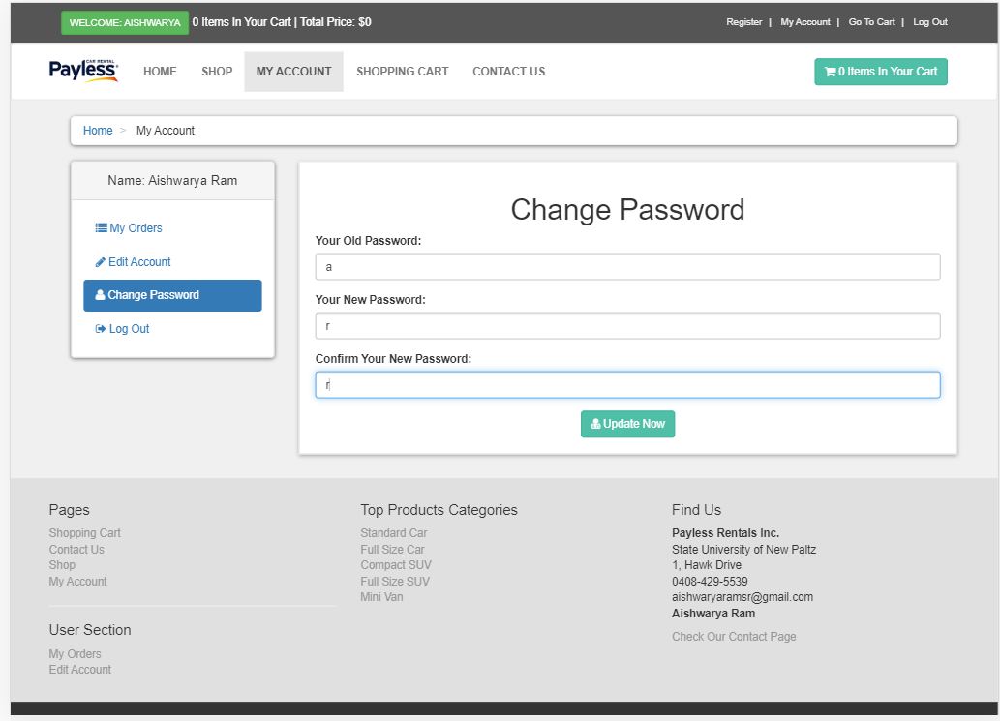 WELCOME: AISHWARYA 0 Items In Your Cart | Total Price: $0
Register | My Account | Go To Cart | Log Out
CAR RENTAL
Payless
HOME SHOP MY ACCOUNT SHOPPING CART CONTACT US
0 Items In Your Cart
Home > My Account
Name: Aishwarya Ram
My Orders
Edit Account
Change Password
Log Out
Change Password
Your Old Password:
a
Your New Password:
r
Confirm Your New Password:
r
Update Now
Pages
Shopping Cart
Contact Us
Shop
My Account
User Section
My Orders
Edit Account
Top Products Categories
Standard Car
Full Size Car
Compact SUV
Full Size SUV
Mini Van
Find Us
Payless Rentals Inc.
State University of New Paltz
1, Hawk Drive
0408-429-5539
aishwaryaramsr@gmail.com
Aishwarya Ram
Check Our Contact Page